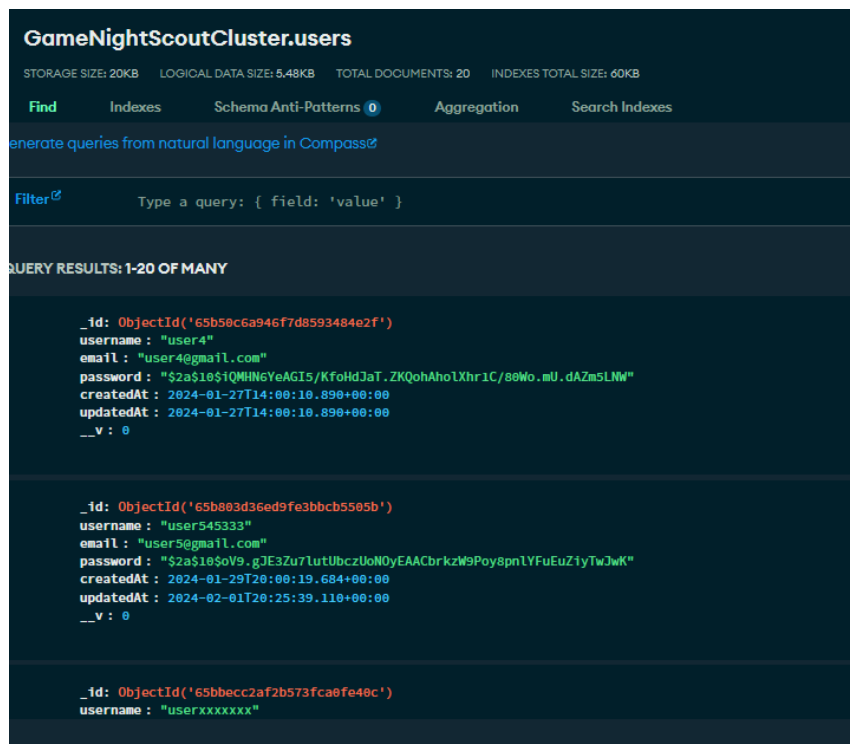 GameNightScoutCluster.users
STORAGE SIZE: 20KB LOGICAL DATA SIZE: 5.48KB TOTAL DOCUMENTS: 20 INDEXES TOTAL SIZE: 60KB
Find Indexes Schema Anti-Patterns 0 Aggregation Search Indexes
enerate queries from natural language in Compass
Filter Type a query: { field: 'value' }
QUERY RESULTS: 1-20 OF MANY
_id: ObjectId('65b50c6a946f7d8593484e2f')
username : "user4"
email : "user4@gmail.com"
password : "$2a$10$iQMHN6YeAGI5/KfoHdJaT.ZKQohAholXhr1C/80Wo.mU.dAZm5LNW"
createdAt : 2024-01-27T14:00:10.890+00:00
updatedAt : 2024-01-27T14:00:10.890+00:00
__v : 0
_id: ObjectId('65b803d36ed9fe3bbcb5505b')
username : "user545333"
email : "user5@gmail.com"
password : "$2a$10$oV9.gJE3Zu7lutUbczUoNOyEAACbrkzW9Poy8pnlYFuEuZiyTwJwK"
createdAt : 2024-01-29T20:00:19.684+00:00
updatedAt : 2024-02-01T20:25:39.110+00:00
__v : 0
_id: ObjectId('65bbecc2af2b573fca0fe40c')
username : "userxxxxxxx"